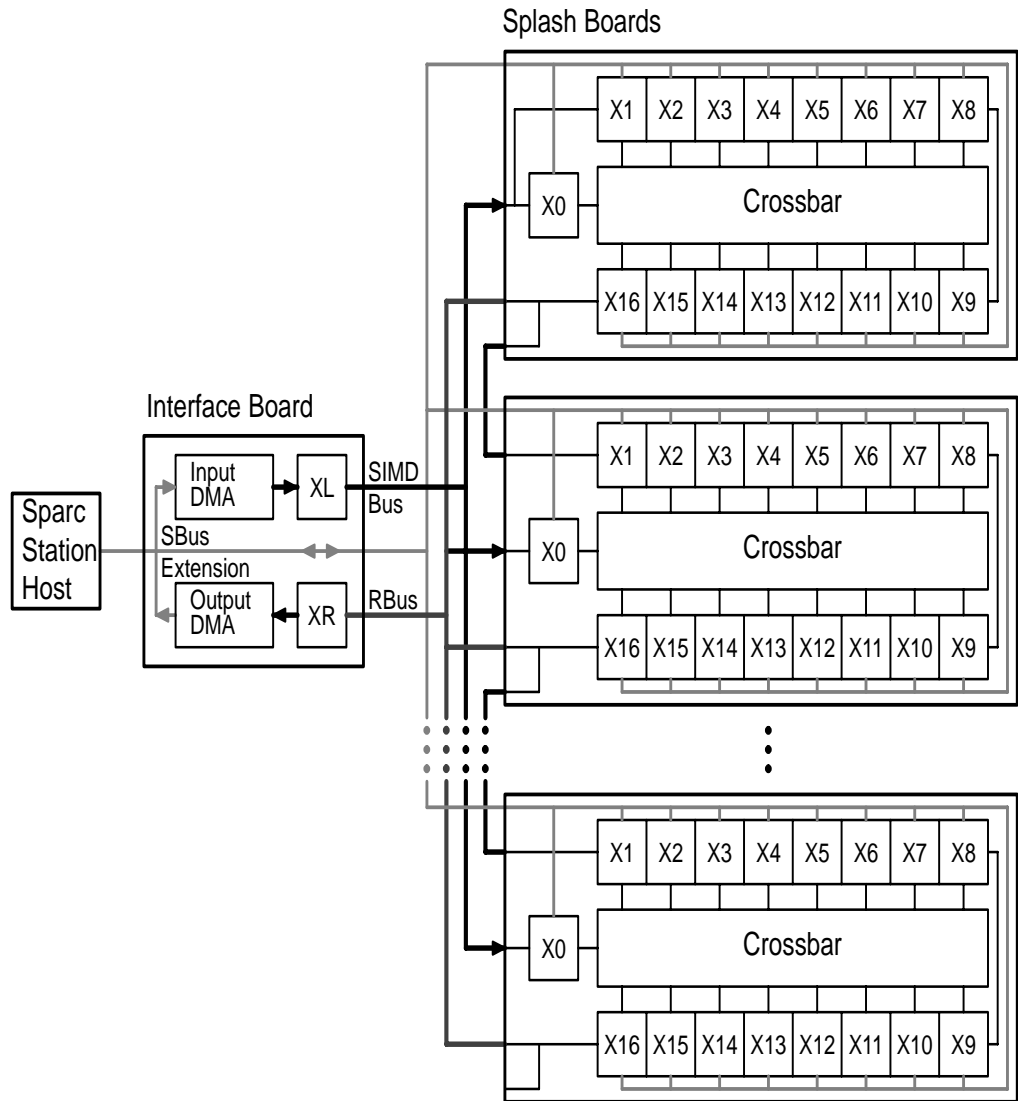 Splash Boards
X1 X2 X3 X4 X5 X6 X7 X8
X0
Crossbar
X16 X15 X14 X13 X12 X11 X10 X9
Interface Board
Input
DMA
XL
SIMD
Bus
Sparc
Station
Host
SBus
Extension
Output
DMA
XR
RBus
X1 X2 X3 X4 X5 X6 X7 X8
X0
Crossbar
X16 X15 X14 X13 X12 X11 X10 X9
X1 X2 X3 X4 X5 X6 X7 X8
X0
Crossbar
X16 X15 X14 X13 X12 X11 X10 X9